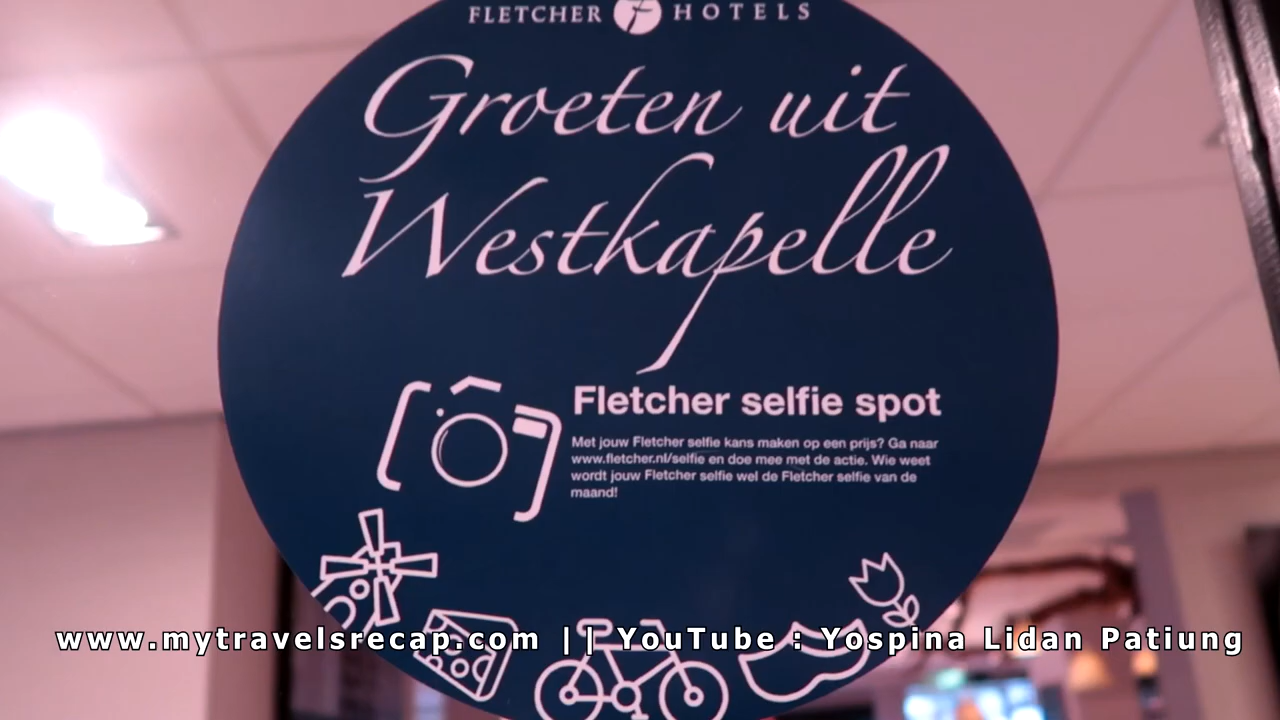 FLETCHER HOTELS
Groeten uit
Westkapelle
Fletcher selfie spot
Met jouw Fletcher selfie kans maken op een prijs? Ga naar
www.fletcher.nl/selfie en doe mee met de actie. Wie weet
wordt jouw Fletcher selfie wel de Fletcher selfie van de
maand!
www.mytravelsrecap.com || YouTube : Yospina Lidan Patiung